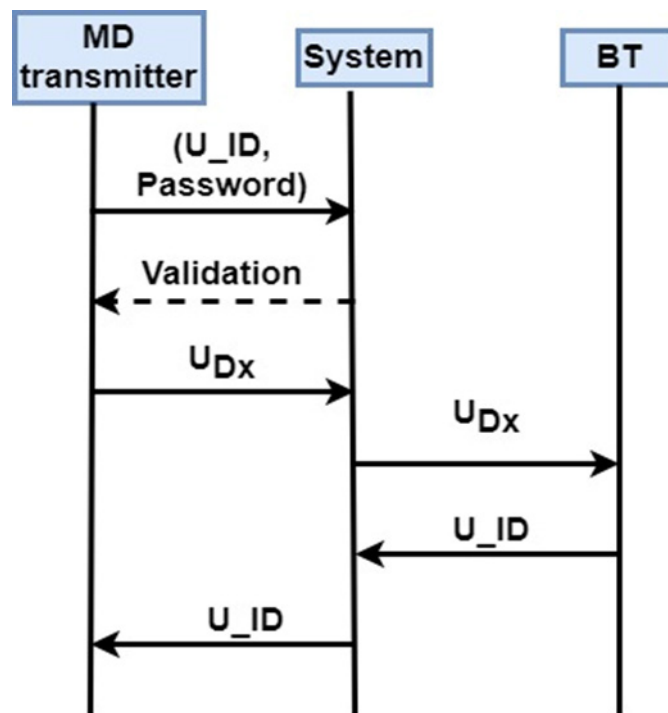 MD
transmitter
System
BT
(U_ID,
Password)
Validation
UDx
UDx
U_ID
U_ID